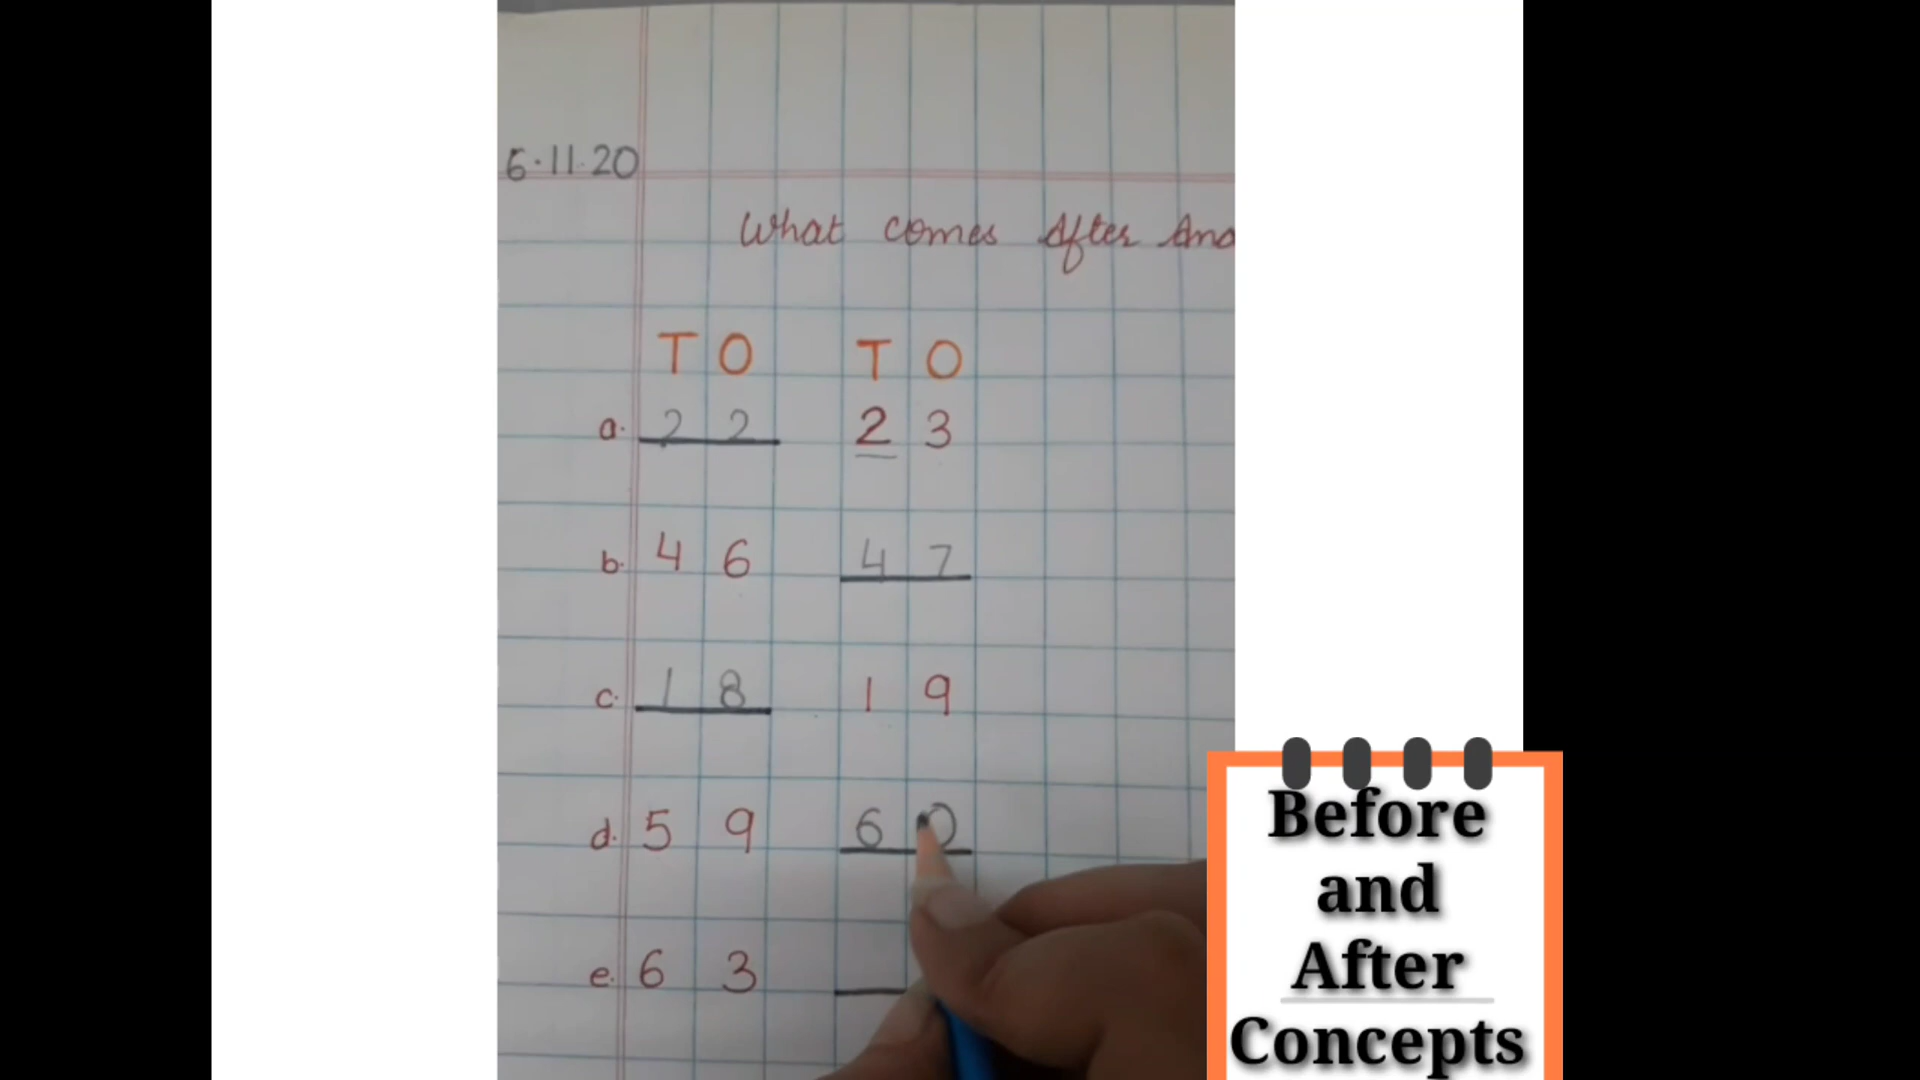 6.11.20
What comes After And
T O T O
a. 2 2 2 3
b. 4 6 4 7
c. 1 8 1 9
d. 5 9 6 0
e. 6 3
Before
and
After
Concepts